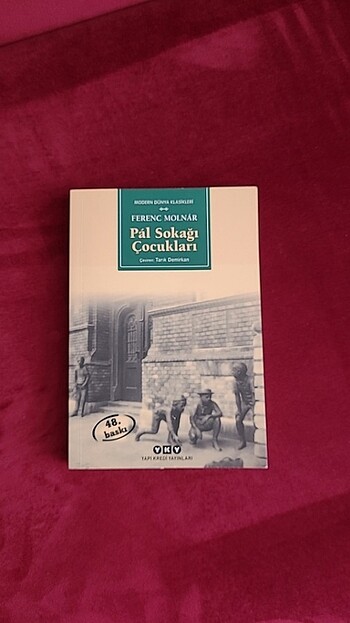 MODERN DÜNYA KLASİKLERİ
FERENC MOLNÁR
Pál Sokağı
Çocukları
Çeviren: Tarık Demirkan
48.
baskı
YKY
YAPI KREDİ YAYINLARI